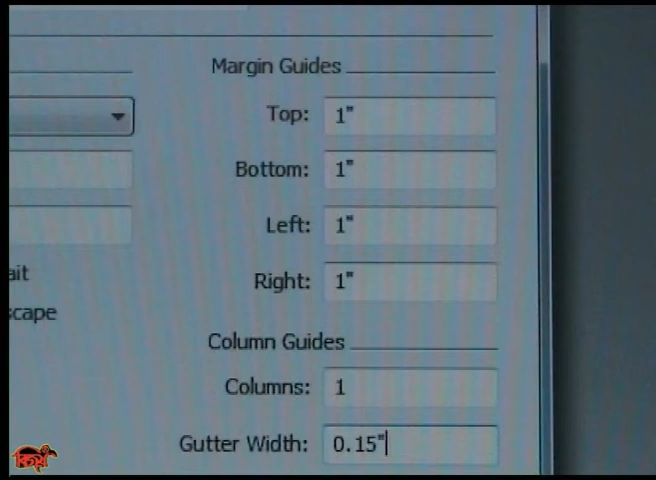 Margin Guides
Top: 1"
Bottom: 1"
Left: 1"
ait
Right: 1"
scape
Column Guides
Columns: 1
Gutter Width: 0.15"